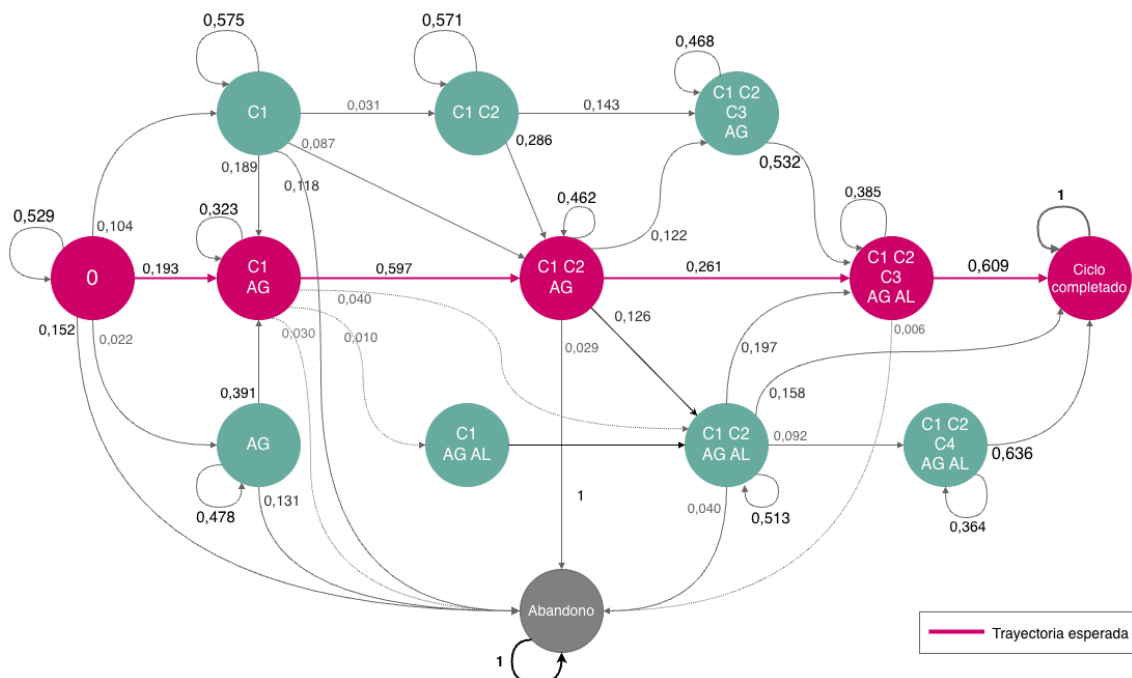 0,575
0,571
0,468
C1
0,031
C1 C2
0,143
C1 C2
C3
AG
0,087
0,286
0,189
0,118
0,532
0,529
0,104
0,323
0,462
0,122
0,385
1
0
0,193
C1
AG
0,597
C1 C2
AG
0,261
C1 C2
C3
AG AL
0,609
Ciclo
completado
0,040
0,152
0,022
0,030
0,010
0,029
0,126
0,197
0,006
0,391
0,158
AG
C1
AG AL
C1 C2
AG AL
0,092
C1 C2
C4
AG AL
0,636
0,478
0,131
1
0,040
0,513
0,364
Abandono
1
Trayectoria esperada